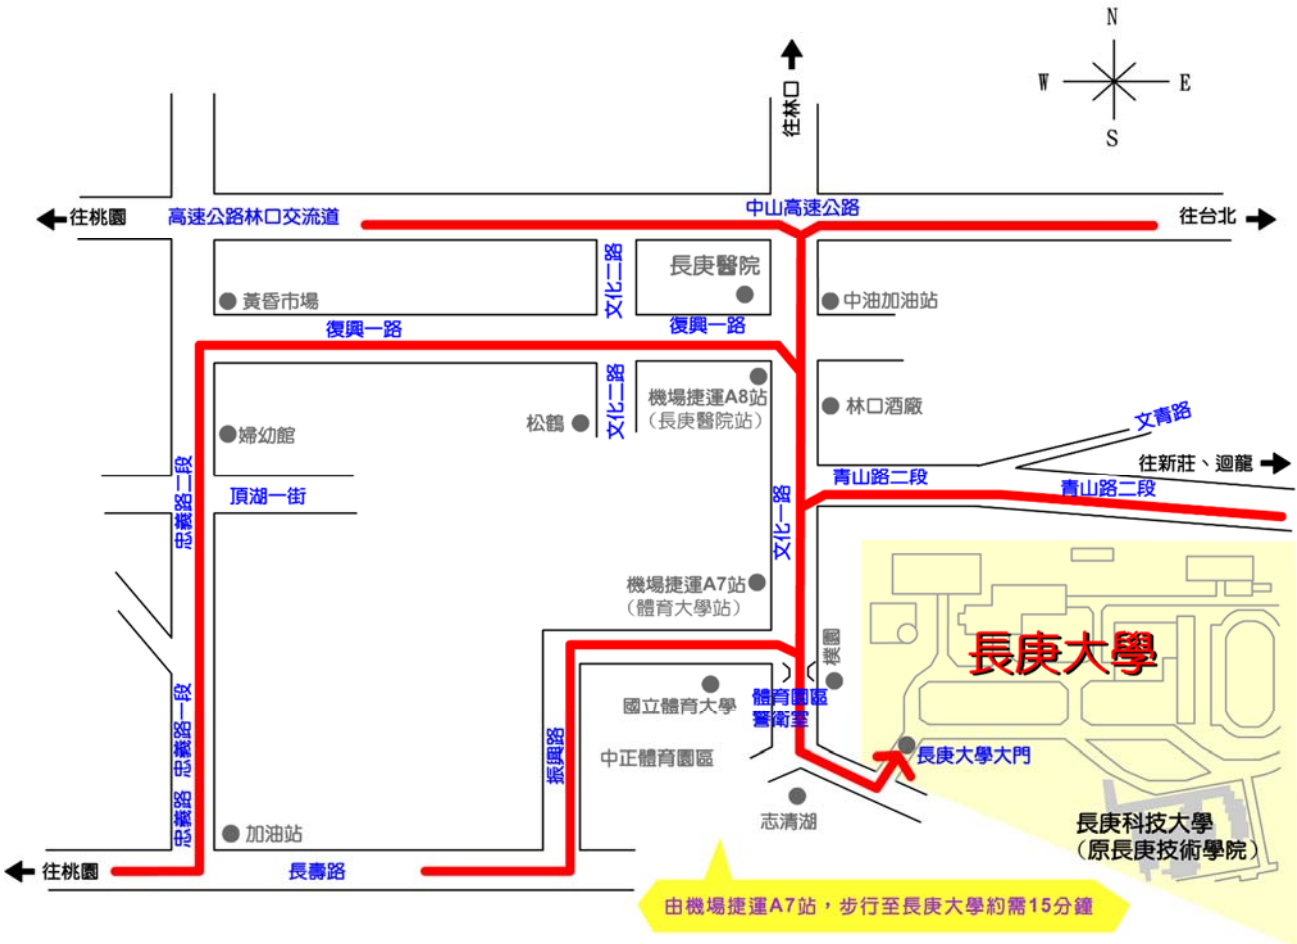 N
W
E
S
往林口
往桃園
高速公路林口交流道
中山高速公路
往台北
文化二路
長庚醫院
黃昏市場
中油加油站
復興一路
復興一路
機場捷運A8站
（長庚醫院站）
文化二路
松鶴
林口酒廠
文青路
婦幼館
往新莊、迴龍
忠義路二段
頂湖一街
青山路二段
青山路二段
文化一路
機場捷運A7站
（體育大學站）
樸園
長庚大學
忠義路一段
國立體育大學
體育園區
警衛室
振興路
中正體育園區
長庚大學大門
忠義路
加油站
志清湖
長庚科技大學
（原長庚技術學院）
往桃園
長壽路
由機場捷運A7站，步行至長庚大學約需15分鐘